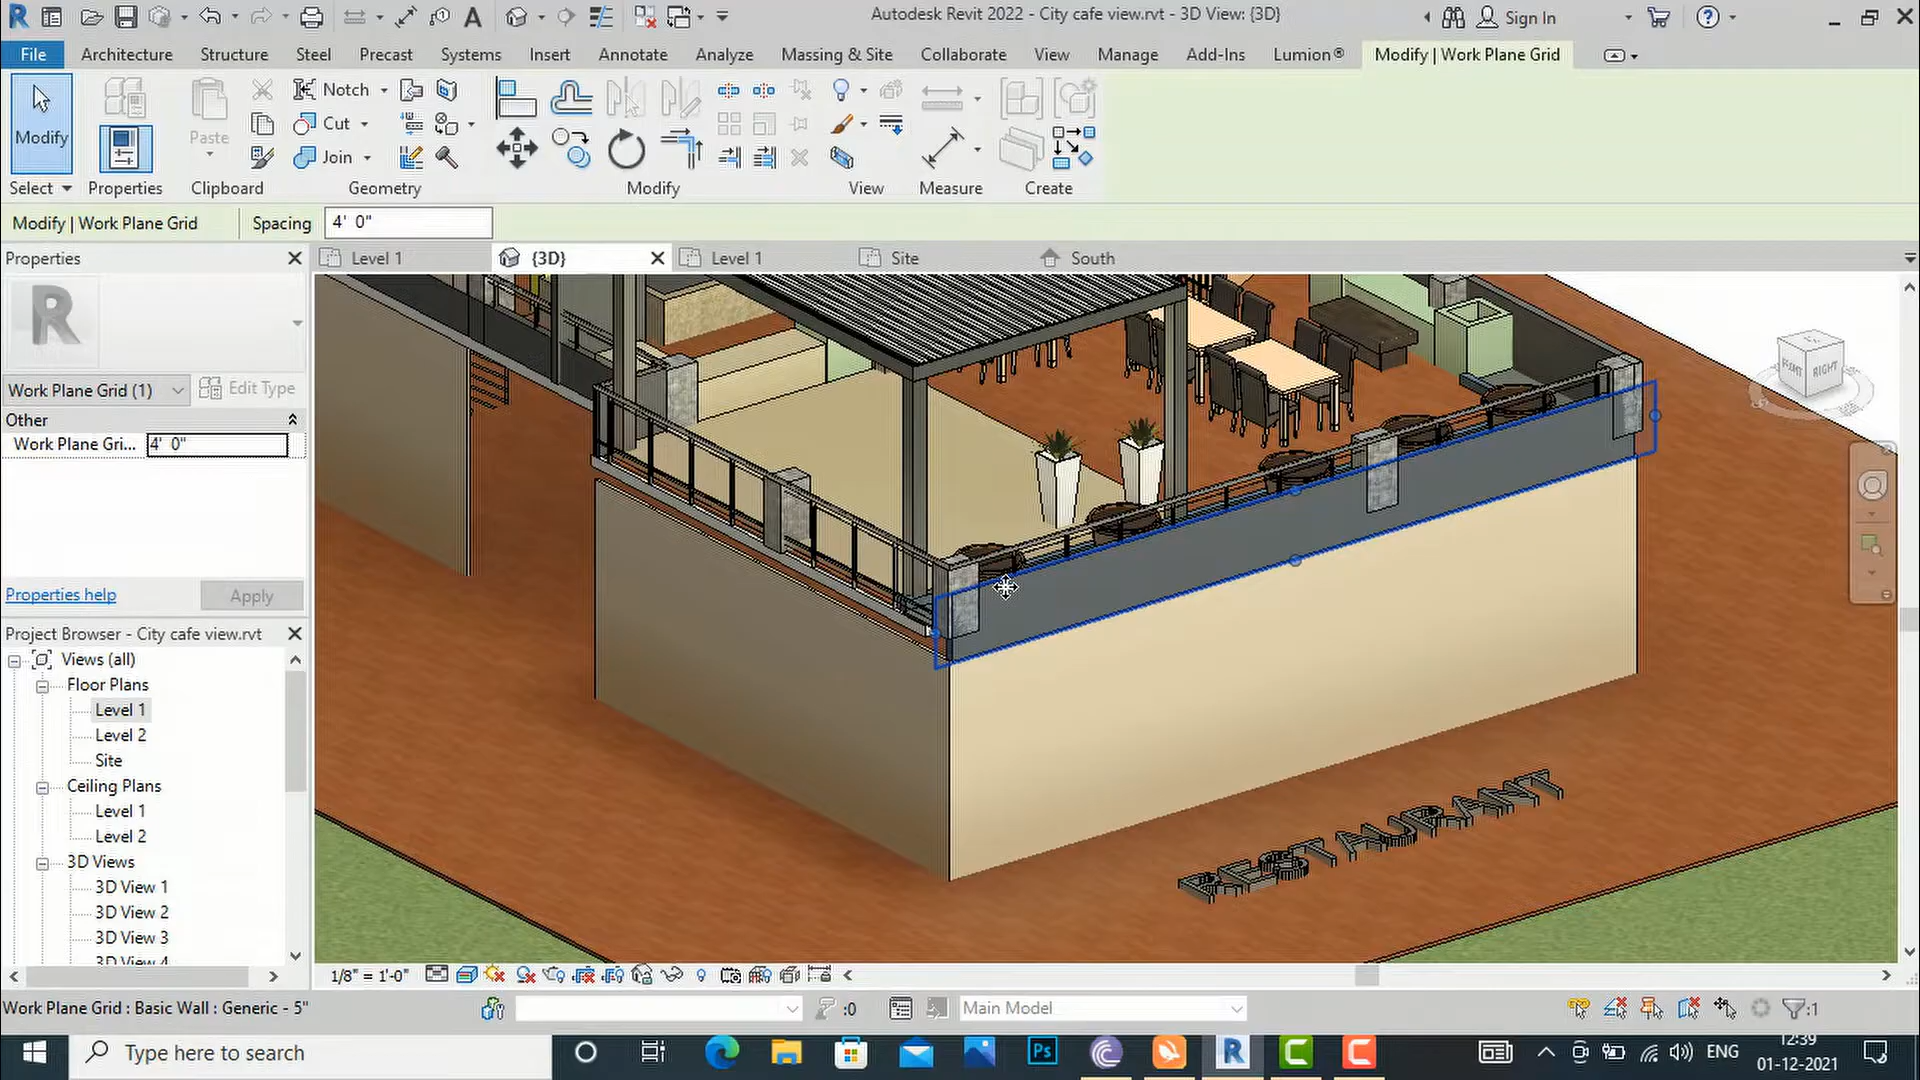 Autodesk Revit 2022 - City cafe view.rvt - 3D View: {3D}
Sign In
File
Architecture
Structure
Steel
Precast
Systems
Insert
Annotate
Analyze
Massing & Site
Collaborate
View
Manage
Add-Ins
Lumion®
Modify | Work Plane Grid
Modify
Paste
Notch
Cut
Join
Select
Properties
Clipboard
Geometry
Modify
View
Measure
Create
Modify | Work Plane Grid
Spacing
4' 0"
Properties
Level 1
{3D}
Level 1
Site
South
R
Work Plane Grid (1)
Edit Type
Other
Work Plane Gri...
4' 0"
Properties help
Apply
RIGHT
Project Browser - City cafe view.rvt
Views (all)
Floor Plans
Level 1
Level 2
Site
Ceiling Plans
Level 1
Level 2
3D Views
3D View 1
3D View 2
3D View 3
3D View 4
RESTAURANT
1/8" = 1'-0"
Work Plane Grid : Basic Wall : Generic - 5"
:0
Main Model
:1
Type here to search
Ps
R
ENG
12:39
01-12-2021